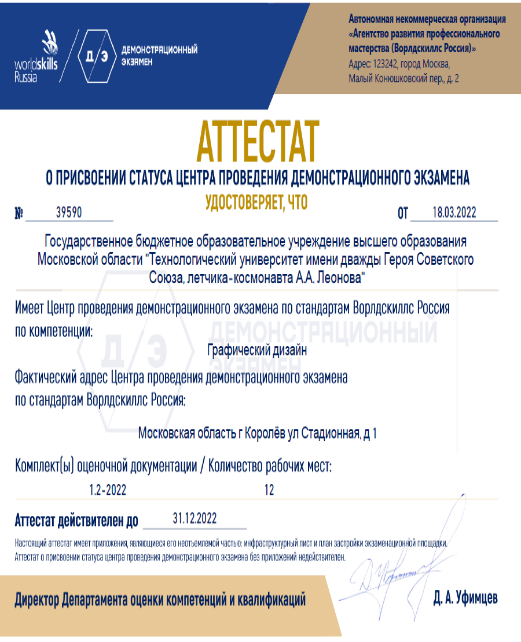 worldskills
Russia
Д/Э
ДЕМОНСТРАЦИОННЫЙ
ЭКЗАМЕН
Автономная некоммерческая организация
«Агентство развития профессионального
мастерства (Ворлдскиллс Россия)»
Адрес: 123242, город Москва,
Малый Конюшковский пер., д. 2
АТТЕСТАТ
О ПРИСВОЕНИИ СТАТУСА ЦЕНТРА ПРОВЕДЕНИЯ ДЕМОНСТРАЦИОННОГО ЭКЗАМЕНА
УДОСТОВЕРЯЕТ, ЧТО
№ 39590 ОТ 18.03.2022
Государственное бюджетное образовательное учреждение высшего образования
Московской области "Технологический университет имени дважды Героя Советского
Союза, летчика-космонавта А.А. Леонова"
Имеет Центр проведения демонстрационного экзамена по стандартам Ворлдскиллс Россия
по компетенции:
Д/Э
ДЕМОНСТРАЦИОННЫЙ
ЭКЗАМЕН
Графический дизайн
Фактический адрес Центра проведения демонстрационного экзамена
по стандартам Ворлдскиллс Россия:
Московская область г Королёв ул Стадионная, д 1
Комплект(ы) оценочной документации / Количество рабочих мест:
1.2-2022 12
Аттестат действителен до 31.12.2022
Настоящий аттестат имеет приложения, являющиеся его неотъемлемой частью: инфраструктурный лист и план застройки экзаменационной площадки.
Аттестат о присвоении статуса центра проведения демонстрационного экзамена без приложений недействителен.
Директор Департамента оценки компетенций и квалификаций Д. А. Уфимцев